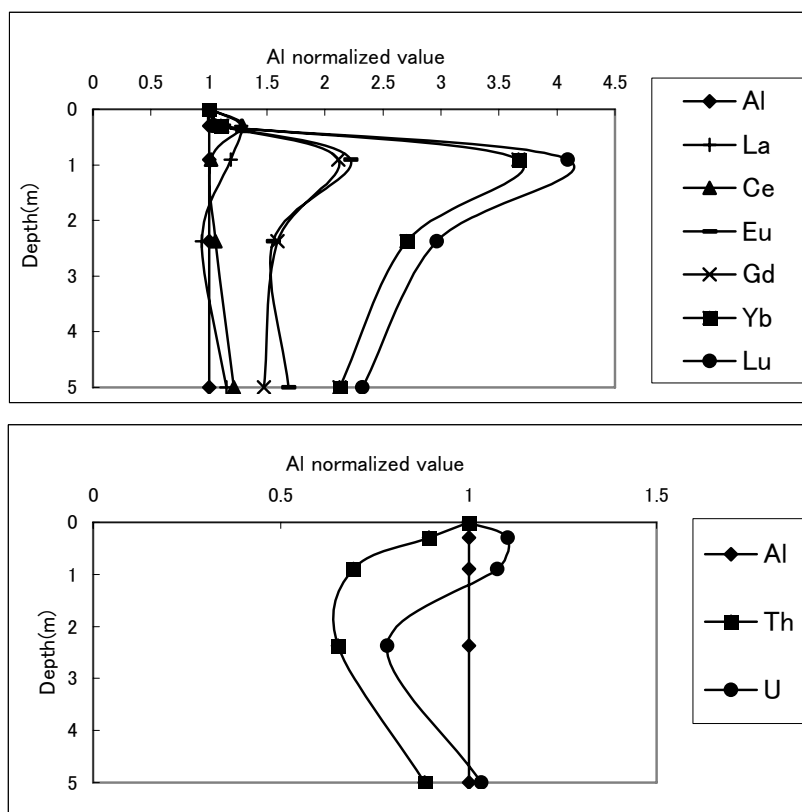 Al normalized value
0 0.5 1 1.5 2 2.5 3 3.5 4 4.5
0
1
2
3
4
5
Depth(m)
Al
La
Ce
Eu
Gd
Yb
Lu
Al normalized value
0 0.5 1 1.5
0
1
2
3
4
5
Depth(m)
Al
Th
U